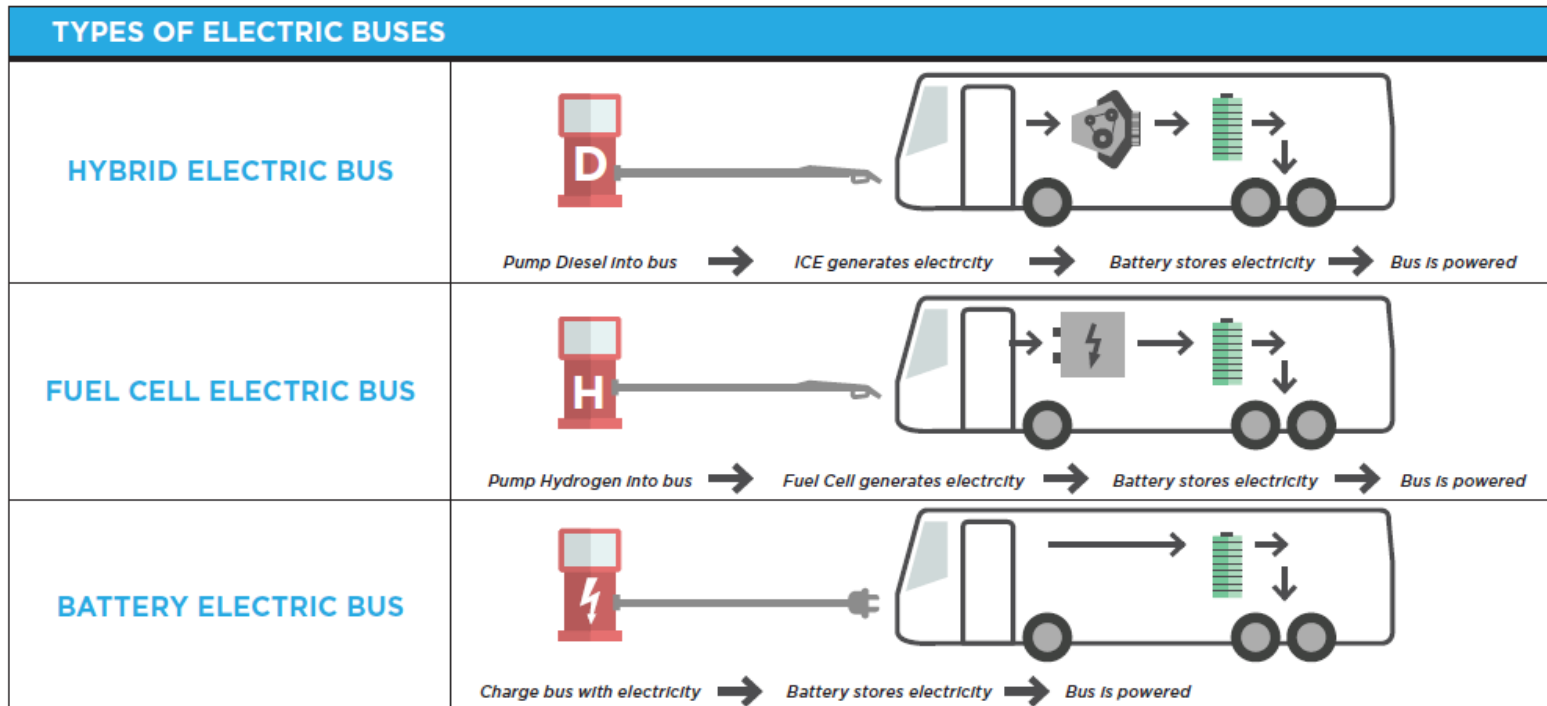 TYPES OF ELECTRIC BUSES
HYBRID ELECTRIC BUS
D
Pump Diesel into bus → ICE generates electrcity → Battery stores electricity → Bus is powered
FUEL CELL ELECTRIC BUS
H
Pump Hydrogen into bus → Fuel Cell generates electrcity → Battery stores electricity → Bus is powered
BATTERY ELECTRIC BUS
Charge bus with electricity → Battery stores electricity → Bus is powered